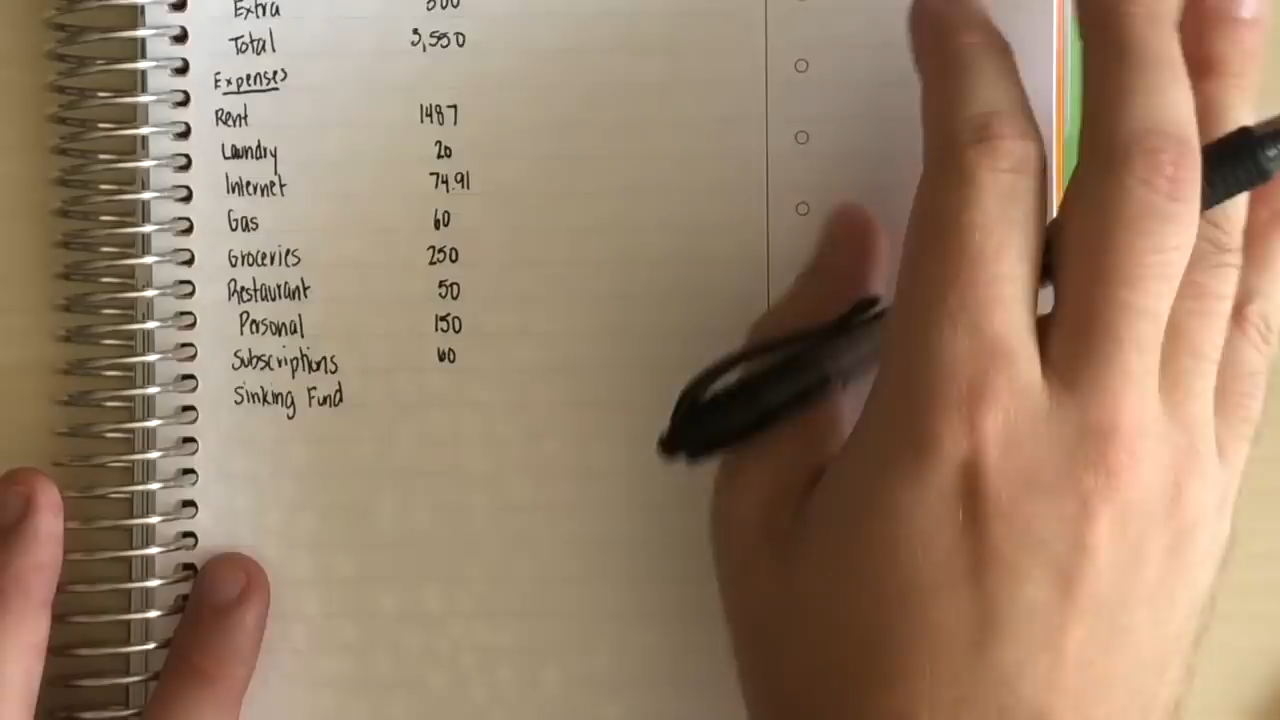 Extra 500
Total 3,550
Expenses
Rent 1487
Laundry 20
Internet 74.91
Gas 60
Groceries 250
Restaurant 50
Personal 150
Subscriptions 60
Sinking Fund